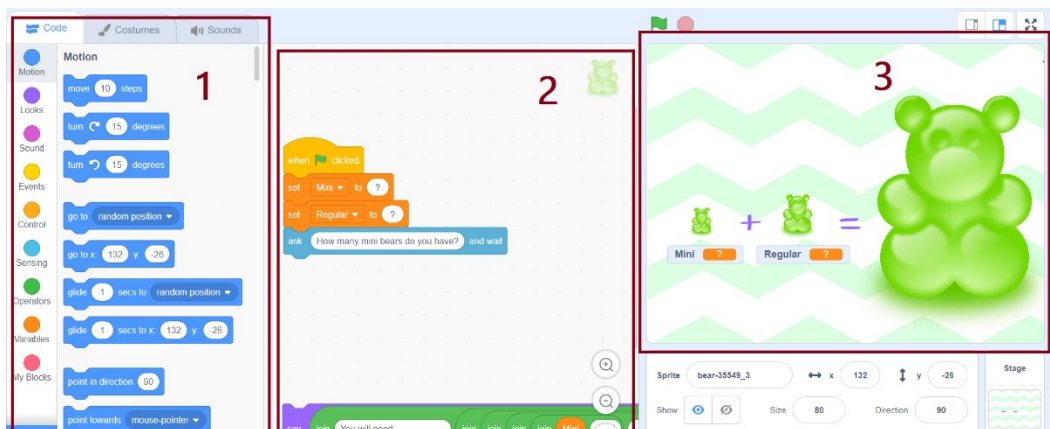 Code Costumes Sounds
Motion
Looks
Sound
Events
Control
Sensing
Operators
Variables
My Blocks
Motion
1
move 10 steps
turn 15 degrees
turn 15 degrees
go to random position
go to x: 132 y: -26
glide 1 secs to random position
glide 1 secs to x: 132 y: -26
point in direction 90
point towards mouse-pointer
2
when clicked
set Mini to ?
set Regular to ?
ask How many mini bears do you have? and wait
say join You will need: join join join join Mini
3
+ =
Mini ? Regular ?
Sprite bear-35549_3 x 132 y -26
Show Size 80 Direction 90
Stage